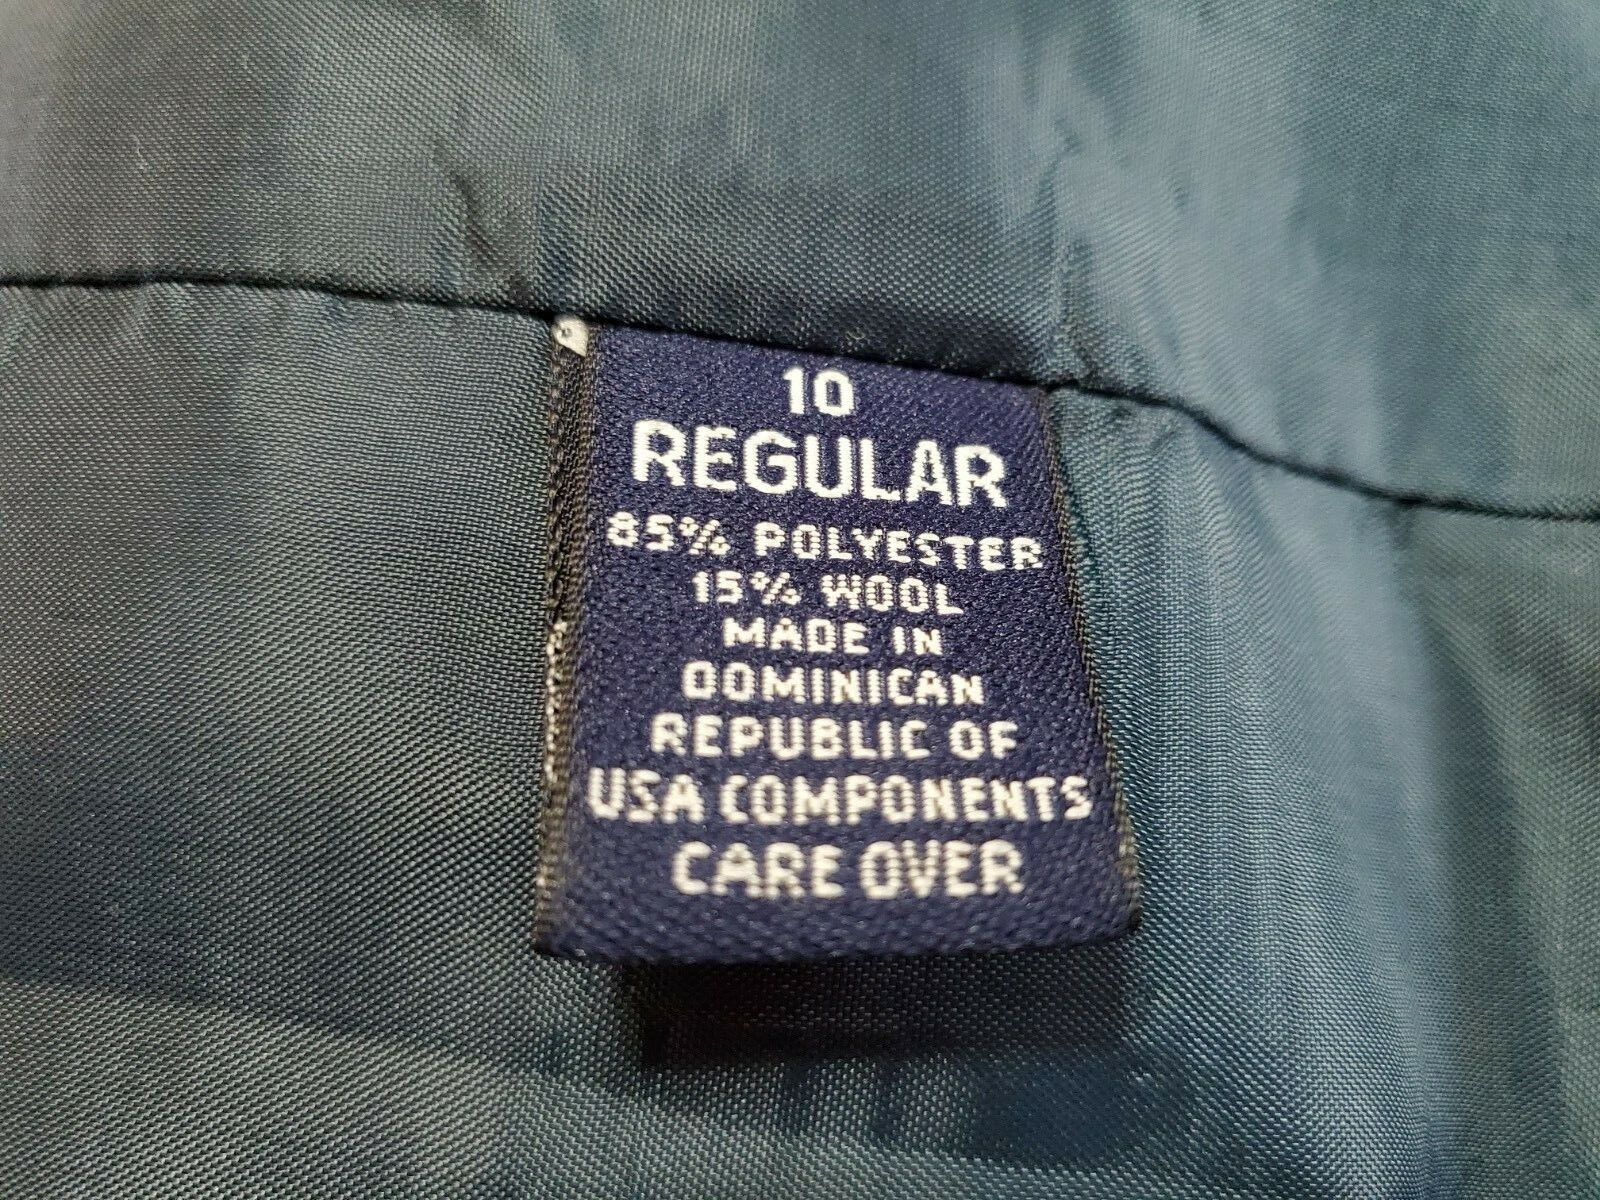 10
REGULAR
85% POLYESTER
15% WOOL
MADE IN
DOMINICAN
REPUBLIC OF
USA COMPONENTS
CARE OVER